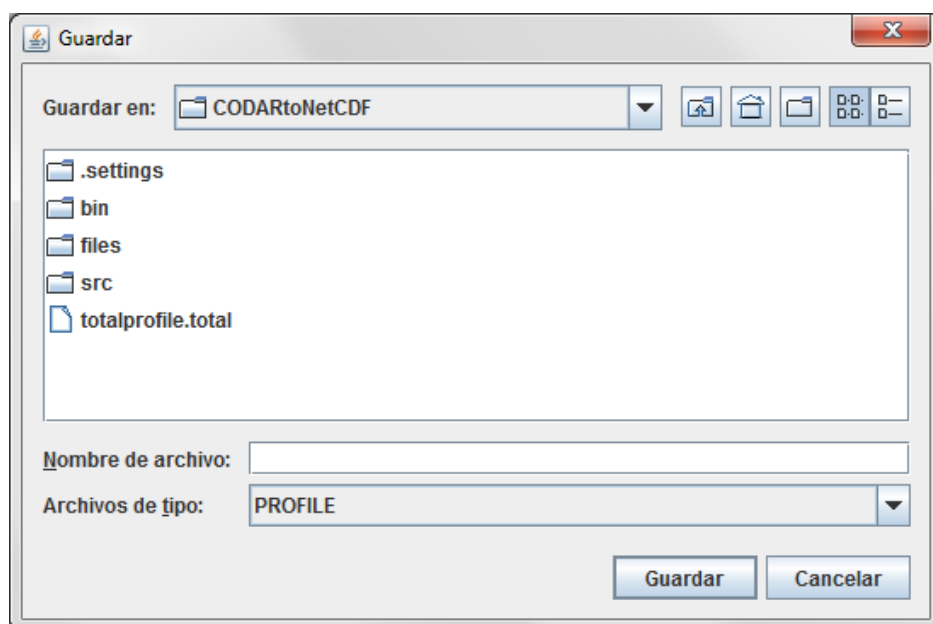 Guardar
Guardar en: CODARtoNetCDF
.settings
bin
files
src
totalprofile.total
Nombre de archivo:
Archivos de tipo: PROFILE
Guardar Cancelar